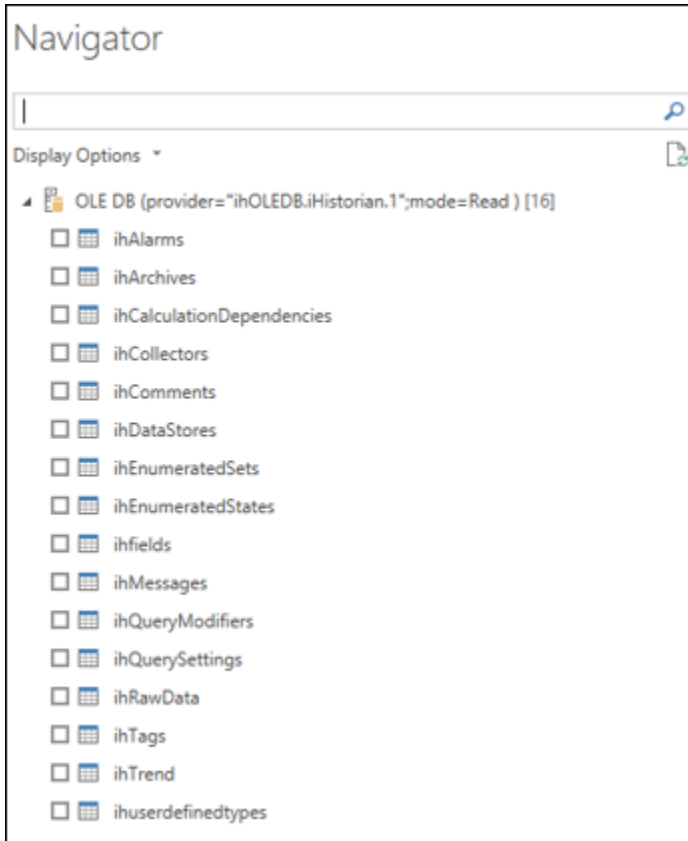 Navigator
Display Options
OLE DB (provider="ihOLEDB.iHistorian.1";mode=Read ) [16]
ihAlarms
ihArchives
ihCalculationDependencies
ihCollectors
ihComments
ihDataStores
ihEnumeratedSets
ihEnumeratedStates
ihfields
ihMessages
ihQueryModifiers
ihQuerySettings
ihRawData
ihTags
ihTrend
ihuserdefinedtypes